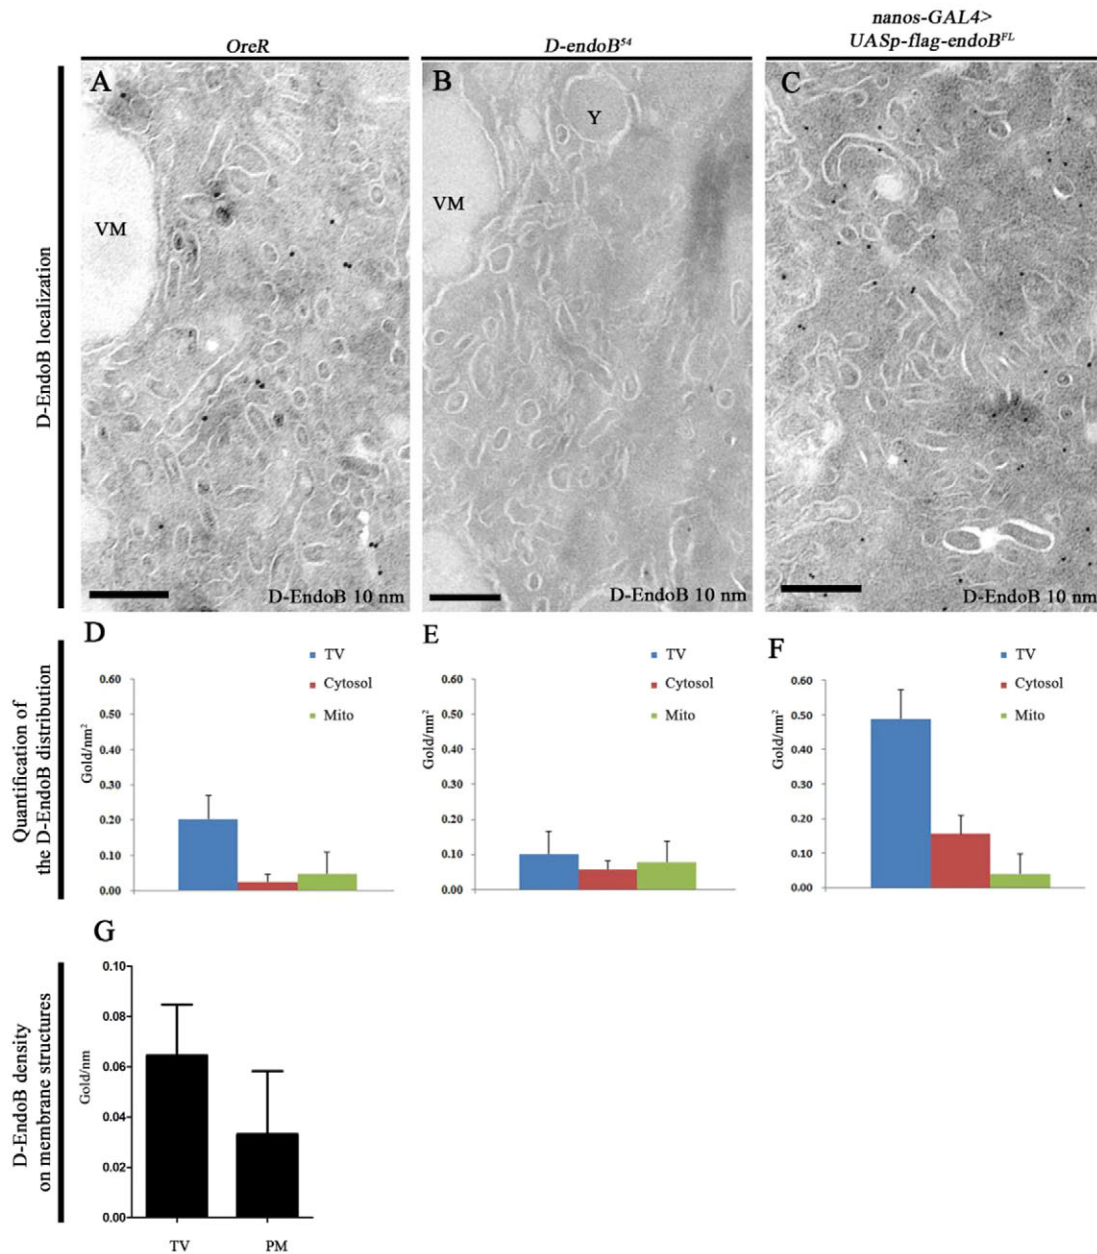 OreR
D-endoB⁵⁴
nanos-GAL4>
UASp-flag-endoBᶠᴸ
D-EndoB localization
A
VM
D-EndoB 10 nm
B
Y
VM
D-EndoB 10 nm
C
D-EndoB 10 nm
Quantification of
the D-EndoB distribution
D
TV
Cytosol
Mito
Gold/nm²
0.60
0.50
0.40
0.30
0.20
0.10
0.00
E
TV
Cytosol
Mito
Gold/nm²
0.60
0.50
0.40
0.30
0.20
0.10
0.00
F
TV
Cytosol
Mito
Gold/nm²
0.60
0.50
0.40
0.30
0.20
0.10
0.00
D-EndoB density
on membrane structures
G
Gold/nm
0.10
0.08
0.06
0.04
0.02
0.00
TV
PM